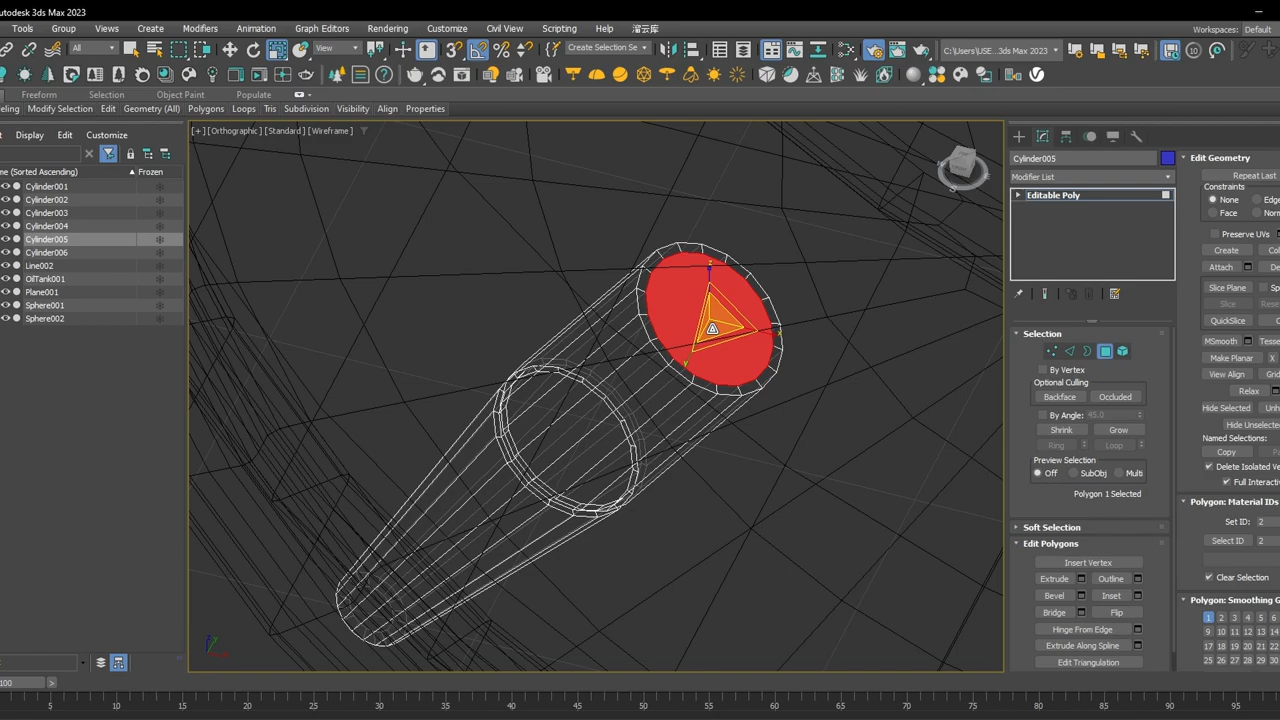 utodesk 3ds Max 2023
Tools Group Views Create Modifiers Animation Graph Editors Rendering Customize Civil View Scripting Help 溜云库 Workspaces: Default
All View Create Selection Se C:\Users\USE...3ds Max 2023 10
Freeform Selection Object Paint Populate
eling Modify Selection Edit Geometry (All) Polygons Loops Tris Subdivision Visibility Align Properties
Display Edit Customize
me (Sorted Ascending) ▲ Frozen
Cylinder001
Cylinder002
Cylinder003
Cylinder004
Cylinder005
Cylinder006
Line002
OilTank001
Plane001
Sphere001
Sphere002
[+] [Orthographic] [Standard] [Wireframe]
z
x
y
Cylinder005
Modifier List
Editable Poly
Selection
By Vertex
Optional Culling
Backface Occluded
By Angle: 45.0
Shrink Grow
Ring Loop
Preview Selection
Off SubObj Multi
Polygon 1 Selected
Soft Selection
Edit Polygons
Insert Vertex
Extrude Outline
Bevel Inset
Bridge Flip
Hinge From Edge
Extrude Along Spline
Edit Triangulation
Edit Geometry
Repeat Last
Constraints
None Edge
Face Norm
Preserve UVs
Create Col
Attach De
Slice Plane Sp
Slice
QuickSlice C
MSmooth Tesse
Make Planar X
View Align Grid
Relax
Hide Selected Unh
Hide Unselecte
Named Selections:
Copy Pa
Delete Isolated Ve
Full Interacti
Polygon: Material IDs
Set ID: 2
Select ID 2
Clear Selection
Polygon: Smoothing G
1 2 3 4 5 6
9 10 11 12 13 14
17 18 19 20 21 22
25 26 27 28 29 30
100 >
5 10 15 20 25 30 35 40 45 50 55 60 65 70 75 80 85 90 95